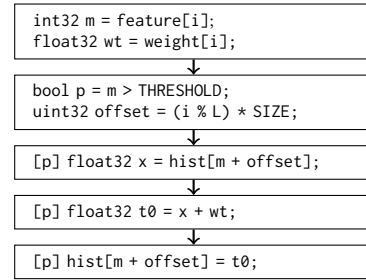 int32 m = feature[i];
float32 wt = weight[i];
bool p = m > THRESHOLD;
uint32 offset = (i % L) * SIZE;
[p] float32 x = hist[m + offset];
[p] float32 t0 = x + wt;
[p] hist[m + offset] = t0;